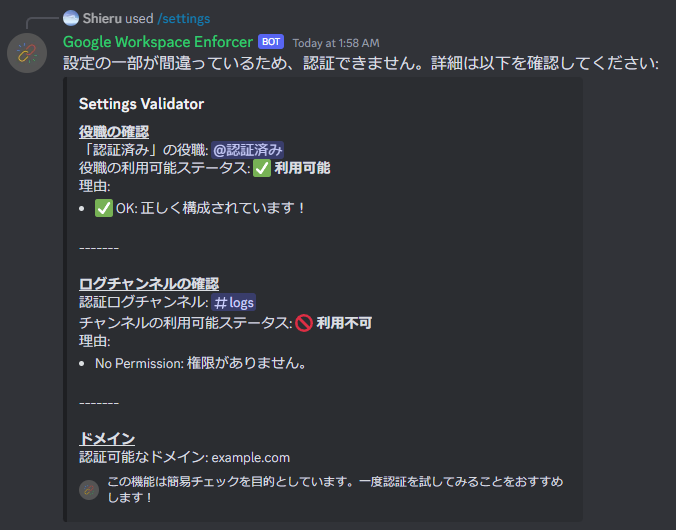 Shieru used /settings
Google Workspace Enforcer BOT Today at 1:58 AM
設定の一部が間違っているため、認証できません。詳細は以下を確認してください:
Settings Validator
役職の確認
「認証済み」の役職: @認証済み
役職の利用可能ステータス: ✅ 利用可能
理由:
• ✅ OK: 正しく構成されています！
-------
ログチャンネルの確認
認証ログチャンネル: #logs
チャンネルの利用可能ステータス: 🚫 利用不可
理由:
• No Permission: 権限がありません。
-------
ドメイン
認証可能なドメイン: example.com
この機能は簡易チェックを目的としています。一度認証を試してみることをおすすめ
します！